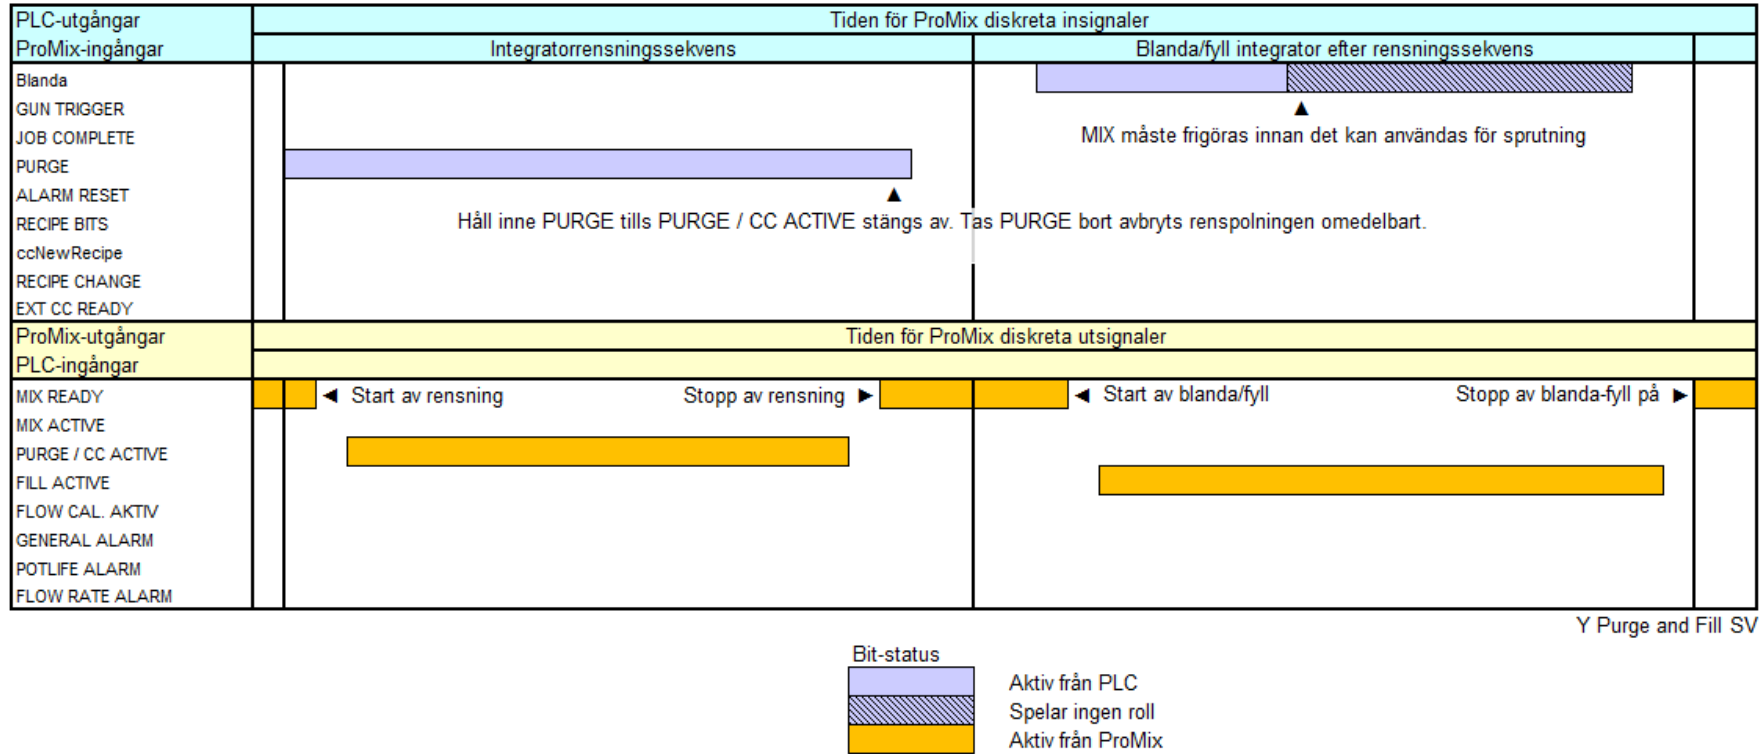 PLC-utgångar
Tiden för ProMix diskreta insignaler
ProMix-ingångar
Integratorrensningssekvens
Blanda/fyll integrator efter rensningssekvens
Blanda
GUN TRIGGER
JOB COMPLETE
MIX måste frigöras innan det kan användas för sprutning
PURGE
ALARM RESET
RECIPE BITS
Håll inne PURGE tills PURGE / CC ACTIVE stängs av. Tas PURGE bort avbryts renspolningen omedelbart.
ccNewRecipe
RECIPE CHANGE
EXT CC READY
ProMix-utgångar
Tiden för ProMix diskreta utsignaler
PLC-ingångar
MIX READY
◄ Start av rensning
Stopp av rensning ►
◄ Start av blanda/fyll
Stopp av blanda-fyll på ►
MIX ACTIVE
PURGE / CC ACTIVE
FILL ACTIVE
FLOW CAL. AKTIV
GENERAL ALARM
POTLIFE ALARM
FLOW RATE ALARM
Y Purge and Fill SV
Bit-status
Aktiv från PLC
Spelar ingen roll
Aktiv från ProMix